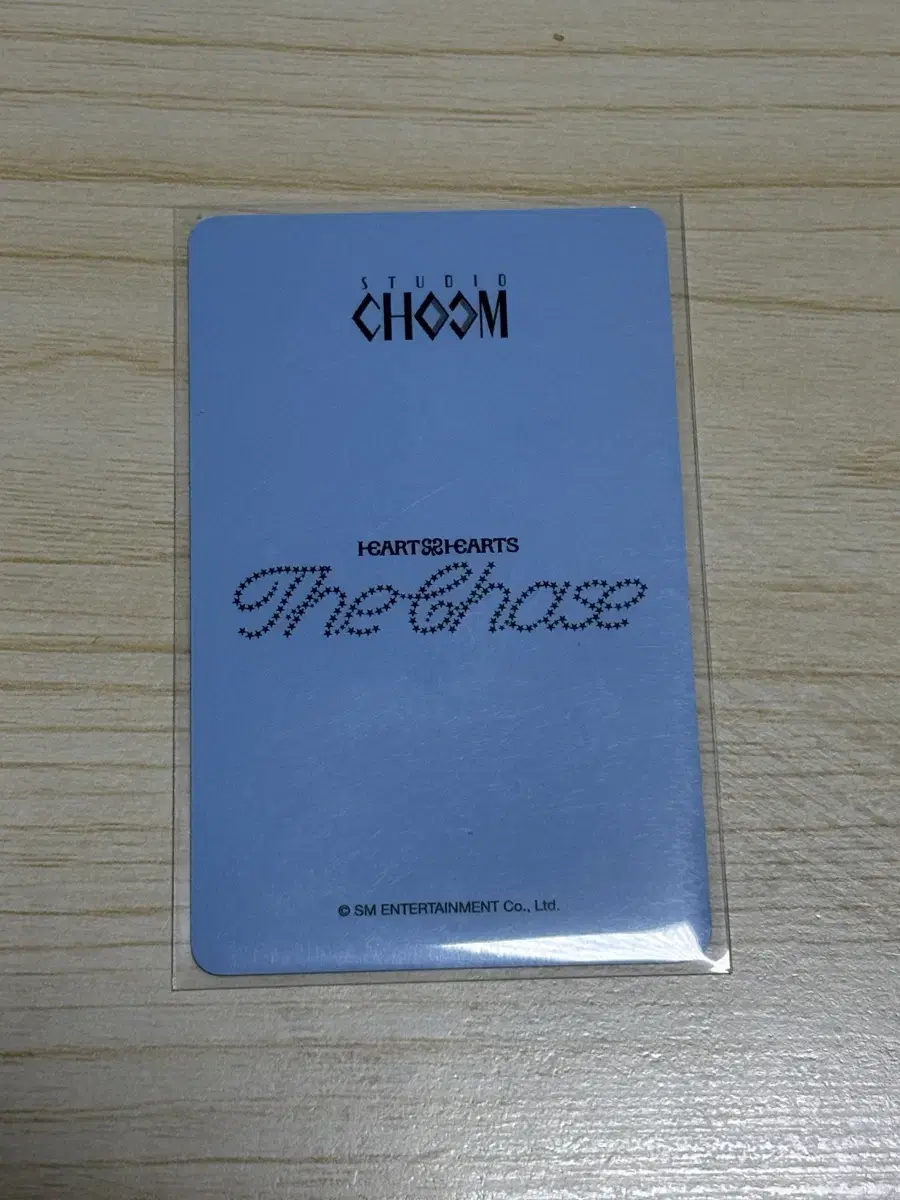 STUDIO
CHOOM
HEARTS2HEARTS
The Chase
© SM ENTERTAINMENT Co., Ltd.